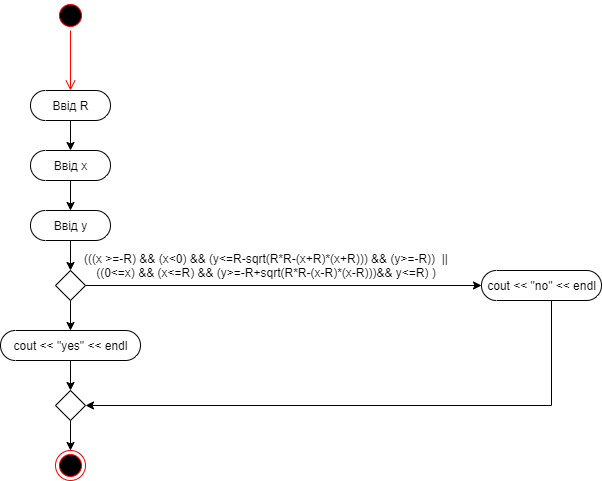 Ввід R
Ввід x
Ввід y
(((x >=-R) && (x<0) && (y<=R-sqrt(R*R-(x+R)*(x+R))) && (y>=-R)) ||
((0<=x) && (x<=R) && (y>=-R+sqrt(R*R-(x-R)*(x-R)))&& y<=R) )
cout << "no" << endl
cout << "yes" << endl